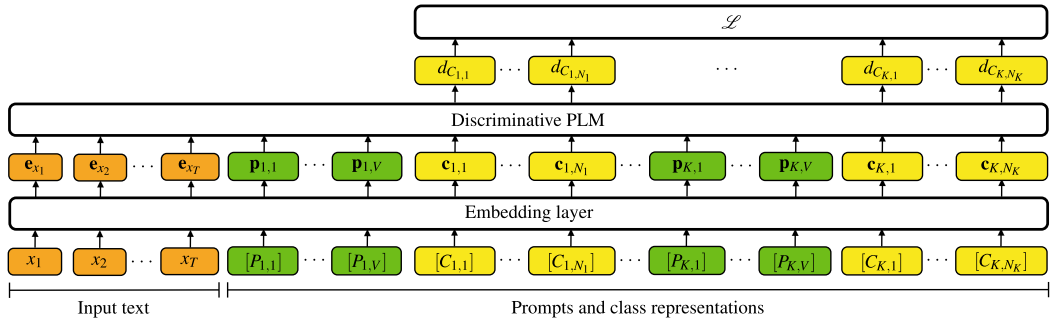 ℒ
d_{C_{1,1}} ··· d_{C_{1,N_1}} ··· d_{C_{K,1}} ··· d_{C_{K,N_K}}
Discriminative PLM
e_{x_1} e_{x_2} ··· e_{x_T} p_{1,1} ··· p_{1,V} c_{1,1} ··· c_{1,N_1} ··· p_{K,1} ··· p_{K,V} c_{K,1} ··· c_{K,N_K}
Embedding layer
x_1 x_2 ··· x_T [P_{1,1}] ··· [P_{1,V}] [C_{1,1}] ··· [C_{1,N_1}] ··· [P_{K,1}] ··· [P_{K,V}] [C_{K,1}] ··· [C_{K,N_K}]
Input text Prompts and class representations